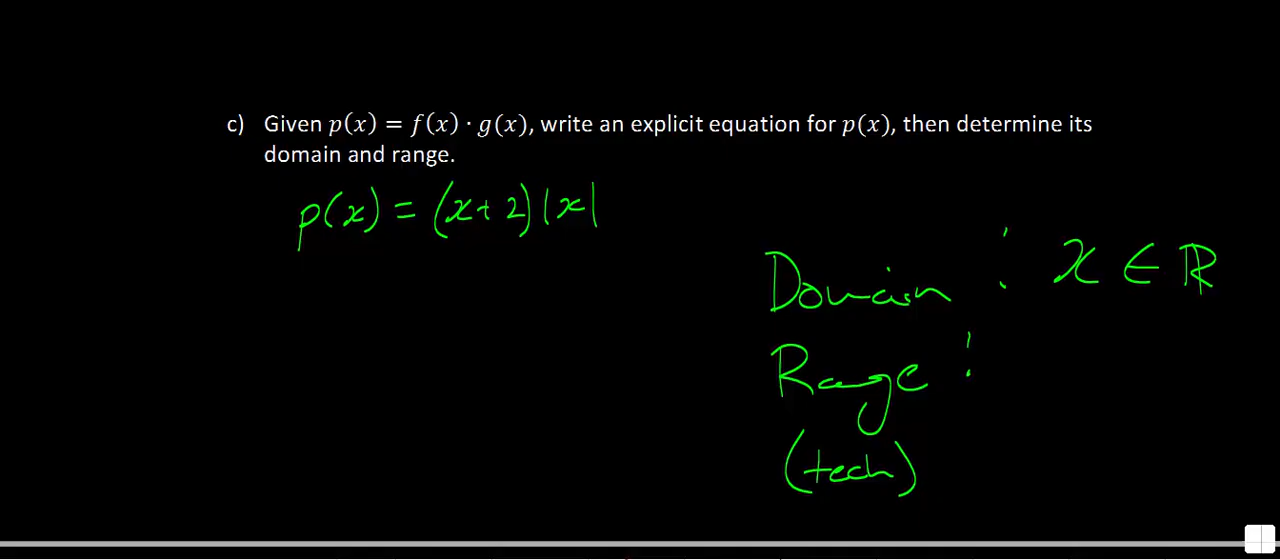 c) Given p(x) = f(x) · g(x), write an explicit equation for p(x), then determine its
domain and range.
p(x) = (x+2)|x|
Domain : x ∈ ℝ
Range :
(tech)